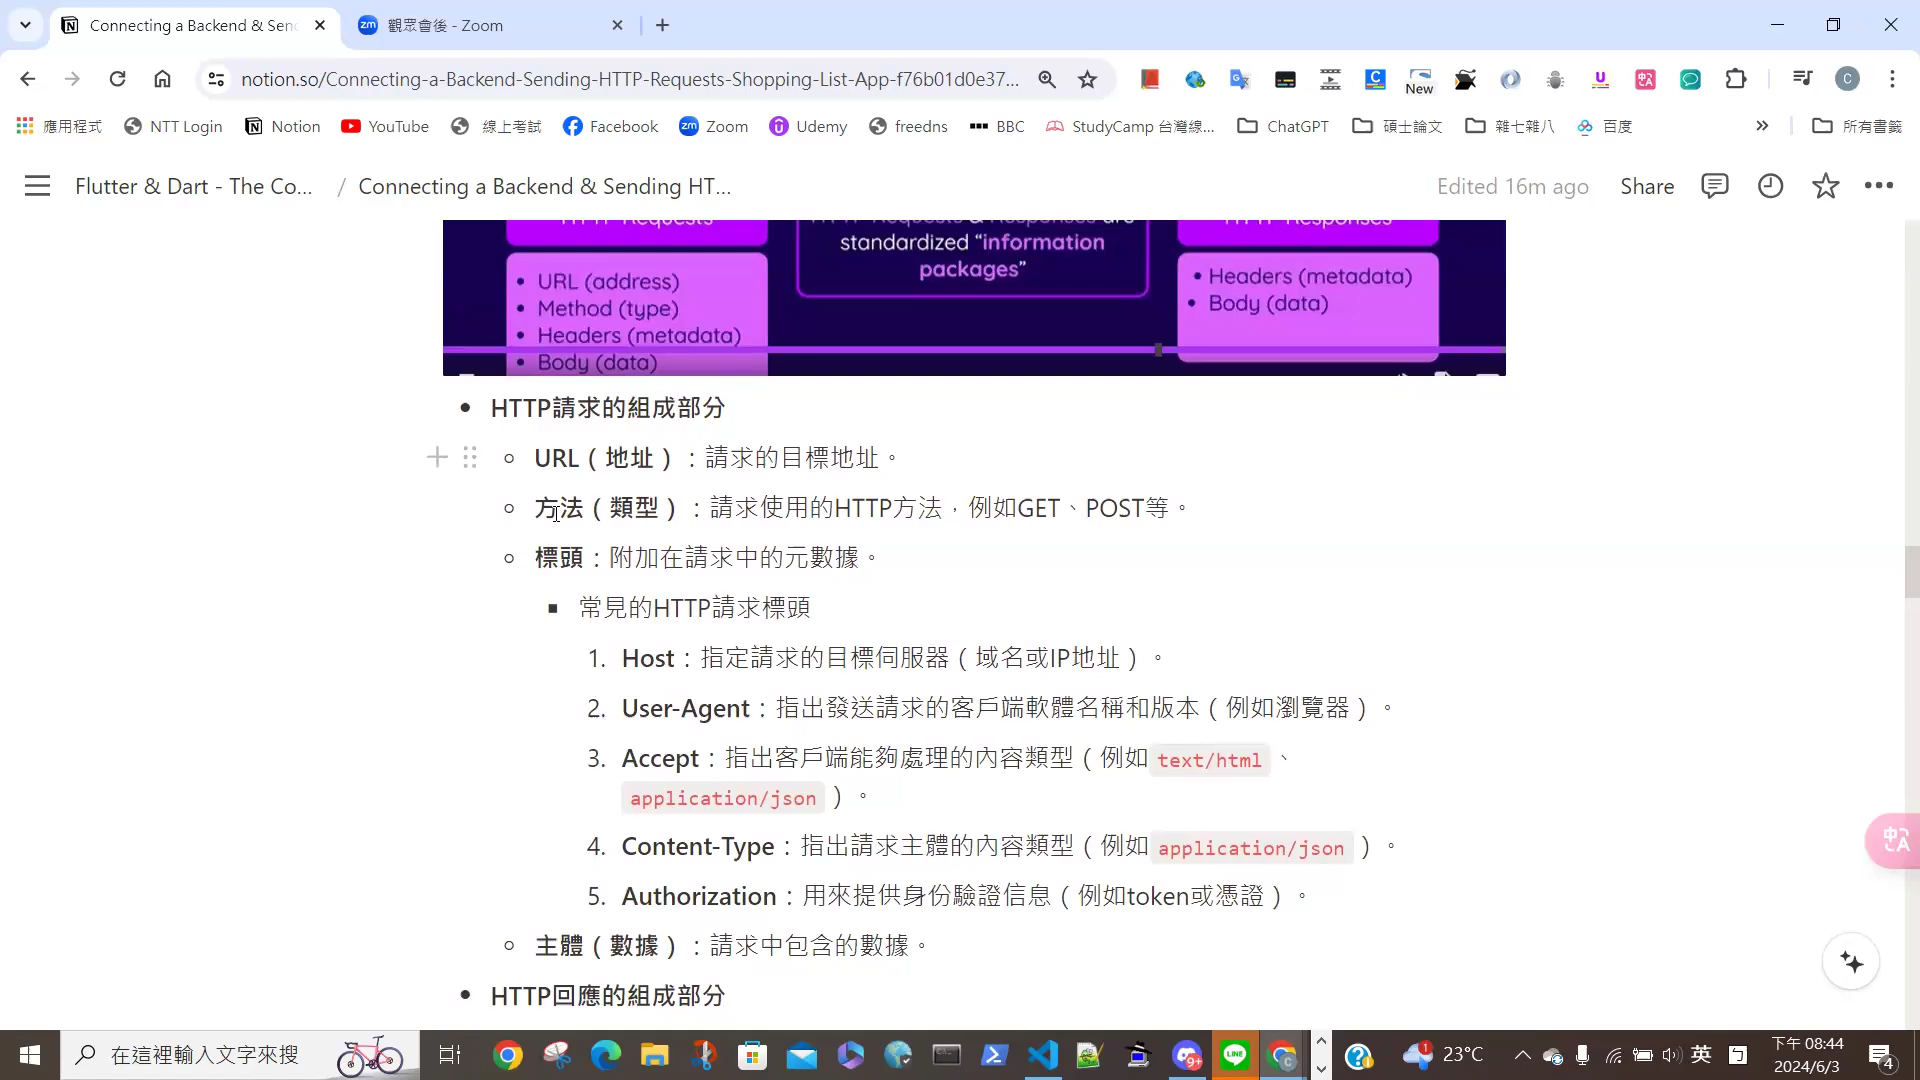 Connecting a Backend & Senc
觀眾會後 - Zoom
notion.so/Connecting-a-Backend-Sending-HTTP-Requests-Shopping-List-App-f76b01d0e37...
New
C
應用程式
NTT Login
Notion
YouTube
線上考試
Facebook
Zoom
Udemy
freedns
BBC
StudyCamp 台灣線...
ChatGPT
碩士論文
雜七雜八
百度
所有書籤
Flutter & Dart - The Co... / Connecting a Backend & Sending HT...
Edited 16m ago
Share
HTTP Requests
HTTP Requests & Responses are
standardized “information
packages”
HTTP Responses
• URL (address)
• Method (type)
• Headers (metadata)
• Body (data)
• Headers (metadata)
• Body (data)
• HTTP請求的組成部分
◦ URL（地址）：請求的目標地址。
◦ 方法（類型）：請求使用的HTTP方法，例如GET、POST等。
◦ 標頭：附加在請求中的元數據。
▪ 常見的HTTP請求標頭
1. Host：指定請求的目標伺服器（域名或IP地址）。
2. User-Agent：指出發送請求的客戶端軟體名稱和版本（例如瀏覽器）。
3. Accept：指出客戶端能夠處理的內容類型（例如 text/html、
application/json）。
4. Content-Type：指出請求主體的內容類型（例如 application/json）。
5. Authorization：用來提供身份驗證信息（例如token或憑證）。
◦ 主體（數據）：請求中包含的數據。
• HTTP回應的組成部分
在這裡輸入文字來搜
LINE
23°C
英
下午 08:44
2024/6/3
4